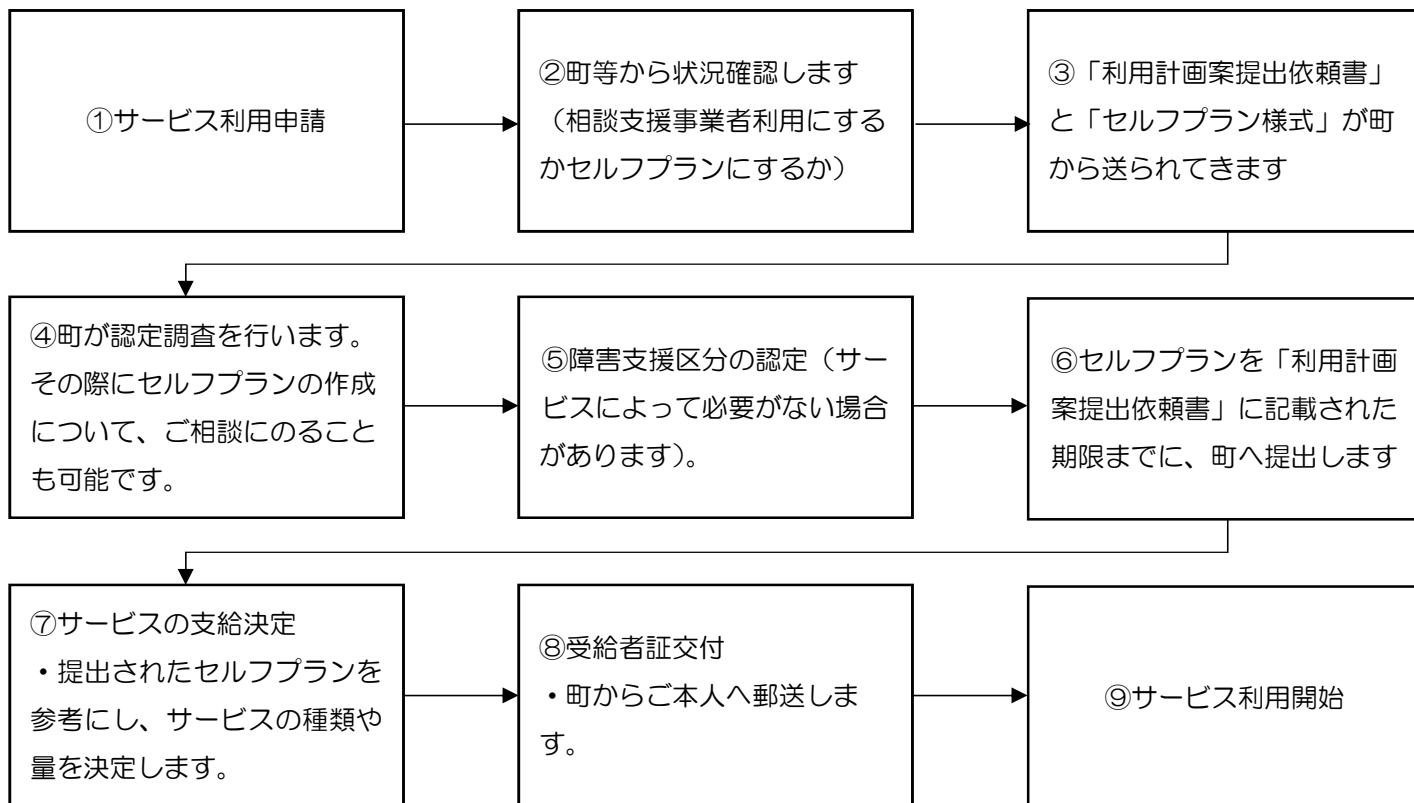 ①サービス利用申請
②町等から状況確認します
（相談支援事業者利用にする
かセルフプランにするか）
③「利用計画案提出依頼書」
と「セルフプラン様式」が町
から送られてきます
④町が認定調査を行います。
その際にセルフプランの作成
について、ご相談にのること
も可能です。
⑤障害支援区分の認定（サー
ビスによって必要がない場合
があります）。
⑥セルフプランを「利用計画
案提出依頼書」に記載された
期限までに、町へ提出します
⑦サービスの支給決定
・提出されたセルフプランを
参考にし、サービスの種類や
量を決定します。
⑧受給者証交付
・町からご本人へ郵送しま
す。
⑨サービス利用開始